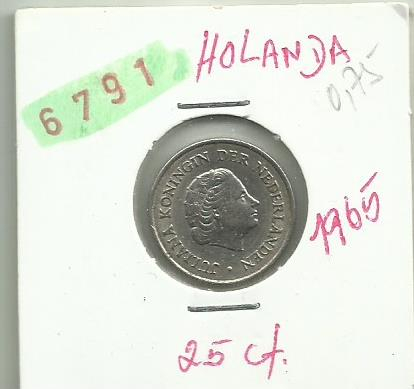 6791
HOLANDA
0,75
JULIANA KONINGIN DER NEDERLANDEN
1965
25 ct.